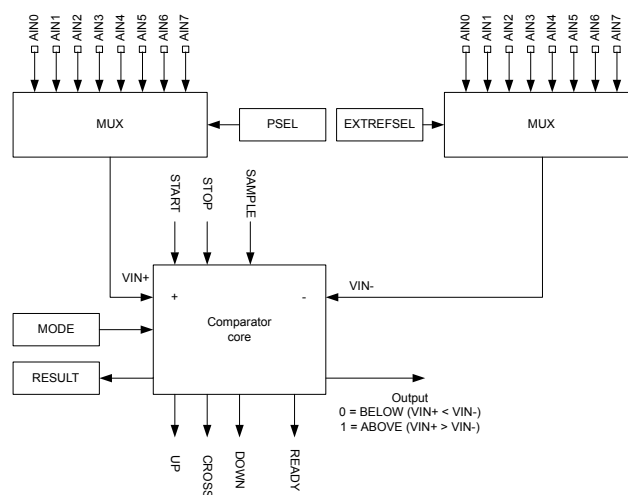 AIN0
AIN1
AIN2
AIN3
AIN4
AIN5
AIN6
AIN7
AIN0
AIN1
AIN2
AIN3
AIN4
AIN5
AIN6
AIN7
MUX
PSEL
EXTREFSEL
MUX
START
STOP
SAMPLE
VIN+
VIN-
+
-
MODE
Comparator
core
RESULT
Output
0 = BELOW (VIN+ < VIN-)
1 = ABOVE (VIN+ > VIN-)
UP
CROSS
DOWN
READY